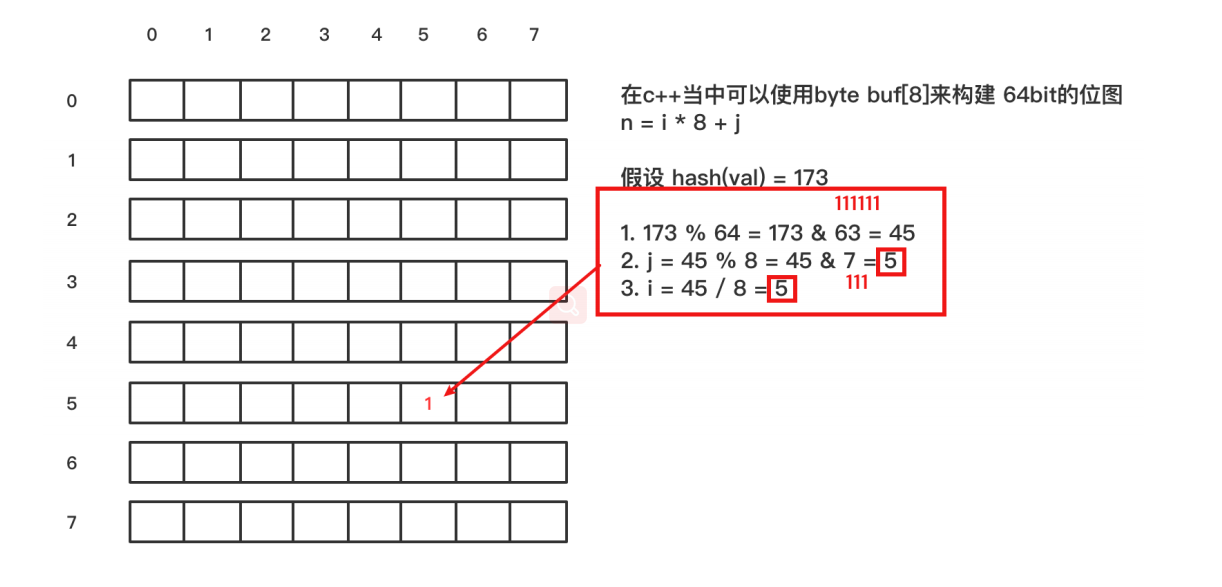 0 1 2 3 4 5 6 7
0
1
2
3
4
5 1
6
7
在c++当中可以使用byte buf[8]来构建 64bit的位图
n = i * 8 + j
假设 hash(val) = 173
111111
1. 173 % 64 = 173 & 63 = 45
2. j = 45 % 8 = 45 & 7 = 5
111
3. i = 45 / 8 = 5